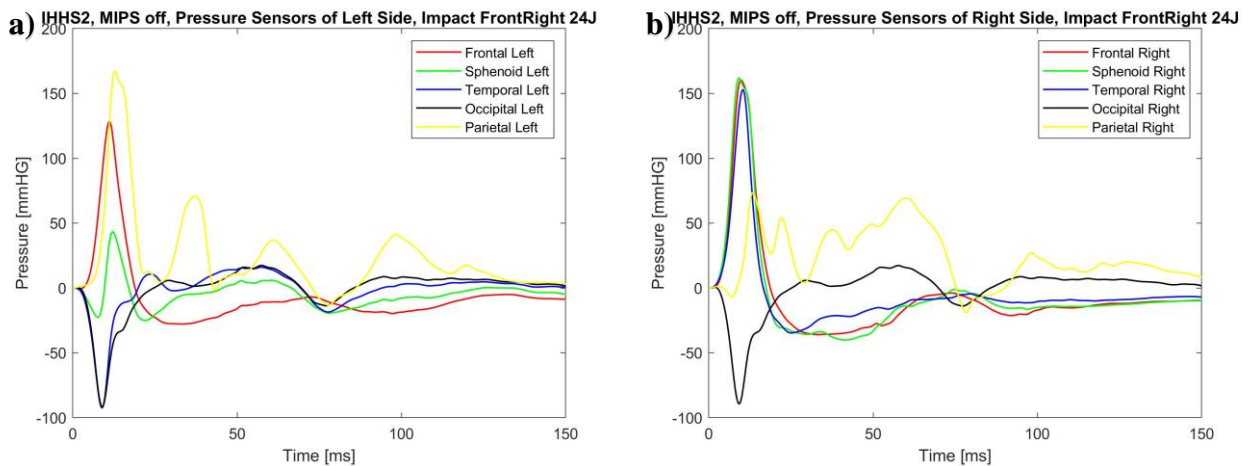 a)
IHHS2, MIPS off, Pressure Sensors of Left Side, Impact FrontRight 24J
200
150
100
50
0
-50
-100
Pressure [mmHG]
0 50 100 150
Time [ms]
Frontal Left
Sphenoid Left
Temporal Left
Occipital Left
Parietal Left
b)
IHHS2, MIPS off, Pressure Sensors of Right Side, Impact FrontRight 24J
200
150
100
50
0
-50
-100
Pressure [mmHG]
0 50 100 150
Time [ms]
Frontal Right
Sphenoid Right
Temporal Right
Occipital Right
Parietal Right